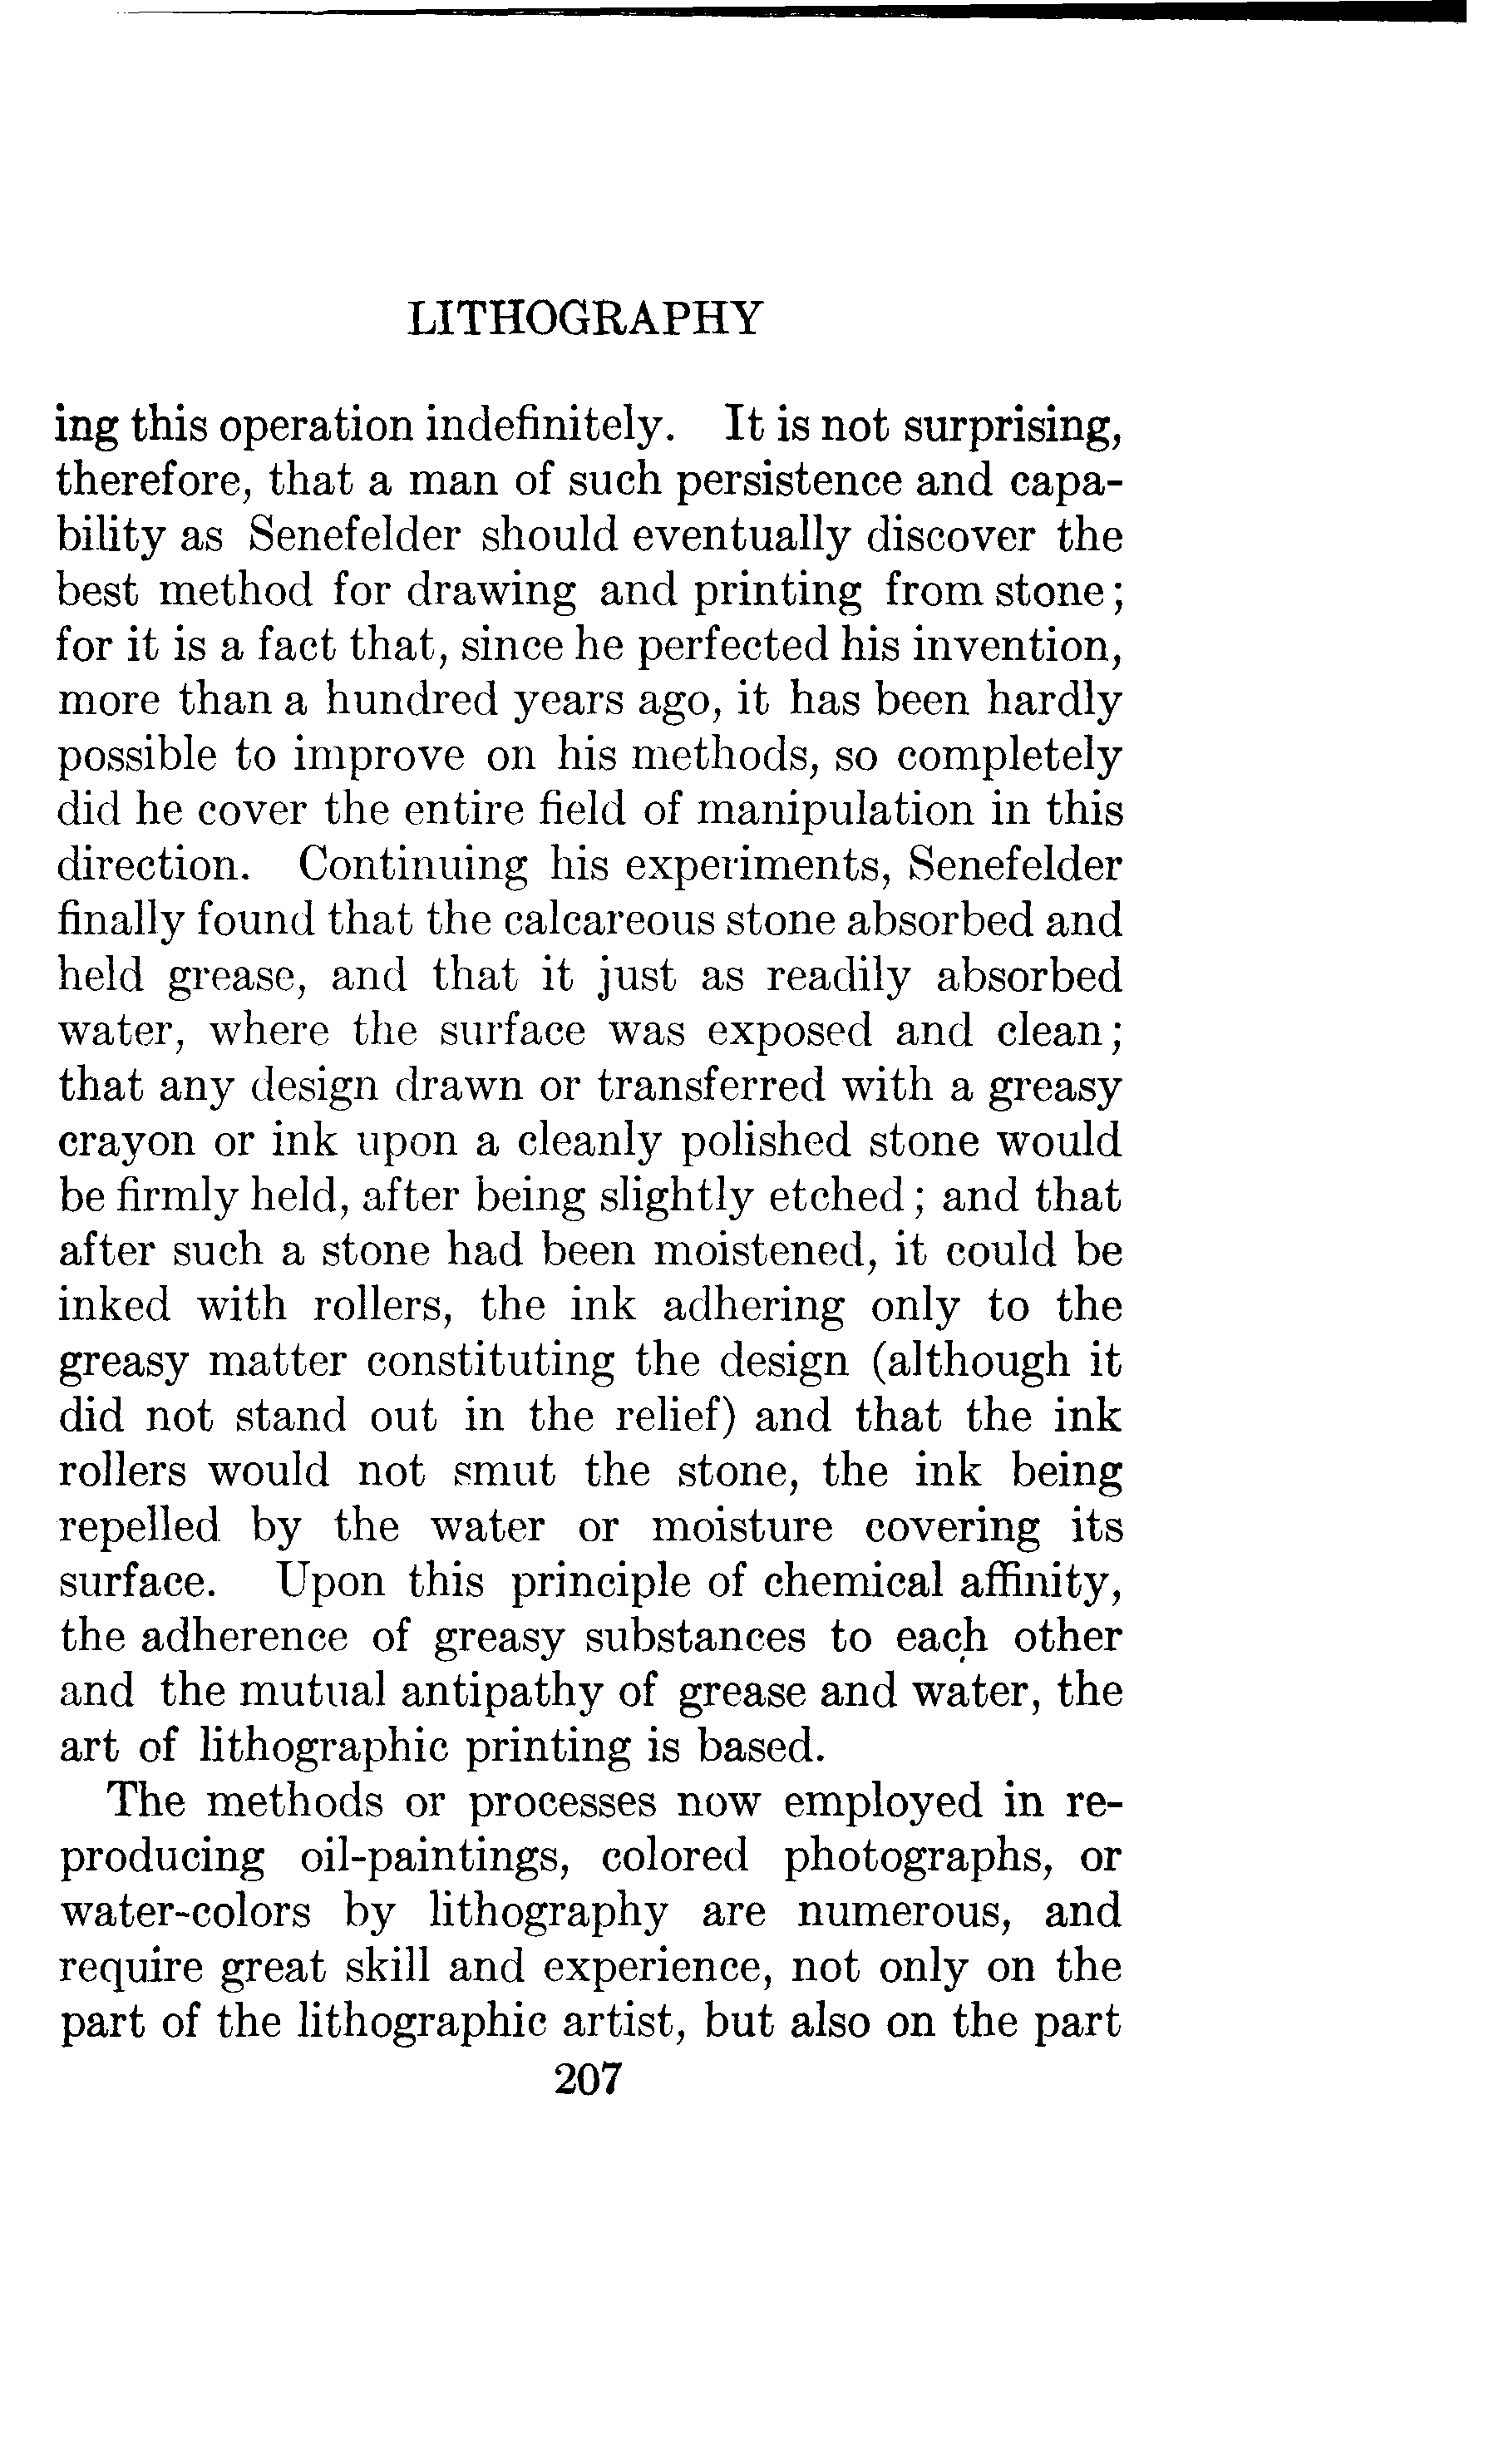 LITHOGRAPHY
ing this operation indefinitely. It is not surprising,
therefore, that a man of such persistence and capa-
bility as Senefelder should eventually discover the
best method for drawing and printing from stone;
for it is a fact that, since he perfected his invention,
more than a hundred years ago, it has been hardly
possible to improve on his methods, so completely
did he cover the entire field of manipulation in this
direction. Continuing his experiments, Senefelder
finally found that the calcareous stone absorbed and
held grease, and that it just as readily absorbed
water, where the surface was exposed and clean;
that any design drawn or transferred with a greasy
crayon or ink upon a cleanly polished stone would
be firmly held, after being slightly etched; and that
after such a stone had been moistened, it could be
inked with rollers, the ink adhering only to the
greasy matter constituting the design (although it
did not stand out in the relief) and that the ink
rollers would not smut the stone, the ink being
repelled by the water or moisture covering its
surface. Upon this principle of chemical affinity,
the adherence of greasy substances to each other
and the mutual antipathy of grease and water, the
art of lithographic printing is based.
The methods or processes now employed in re-
producing oil-paintings, colored photographs, or
water-colors by lithography are numerous, and
require great skill and experience, not only on the
part of the lithographic artist, but also on the part
207